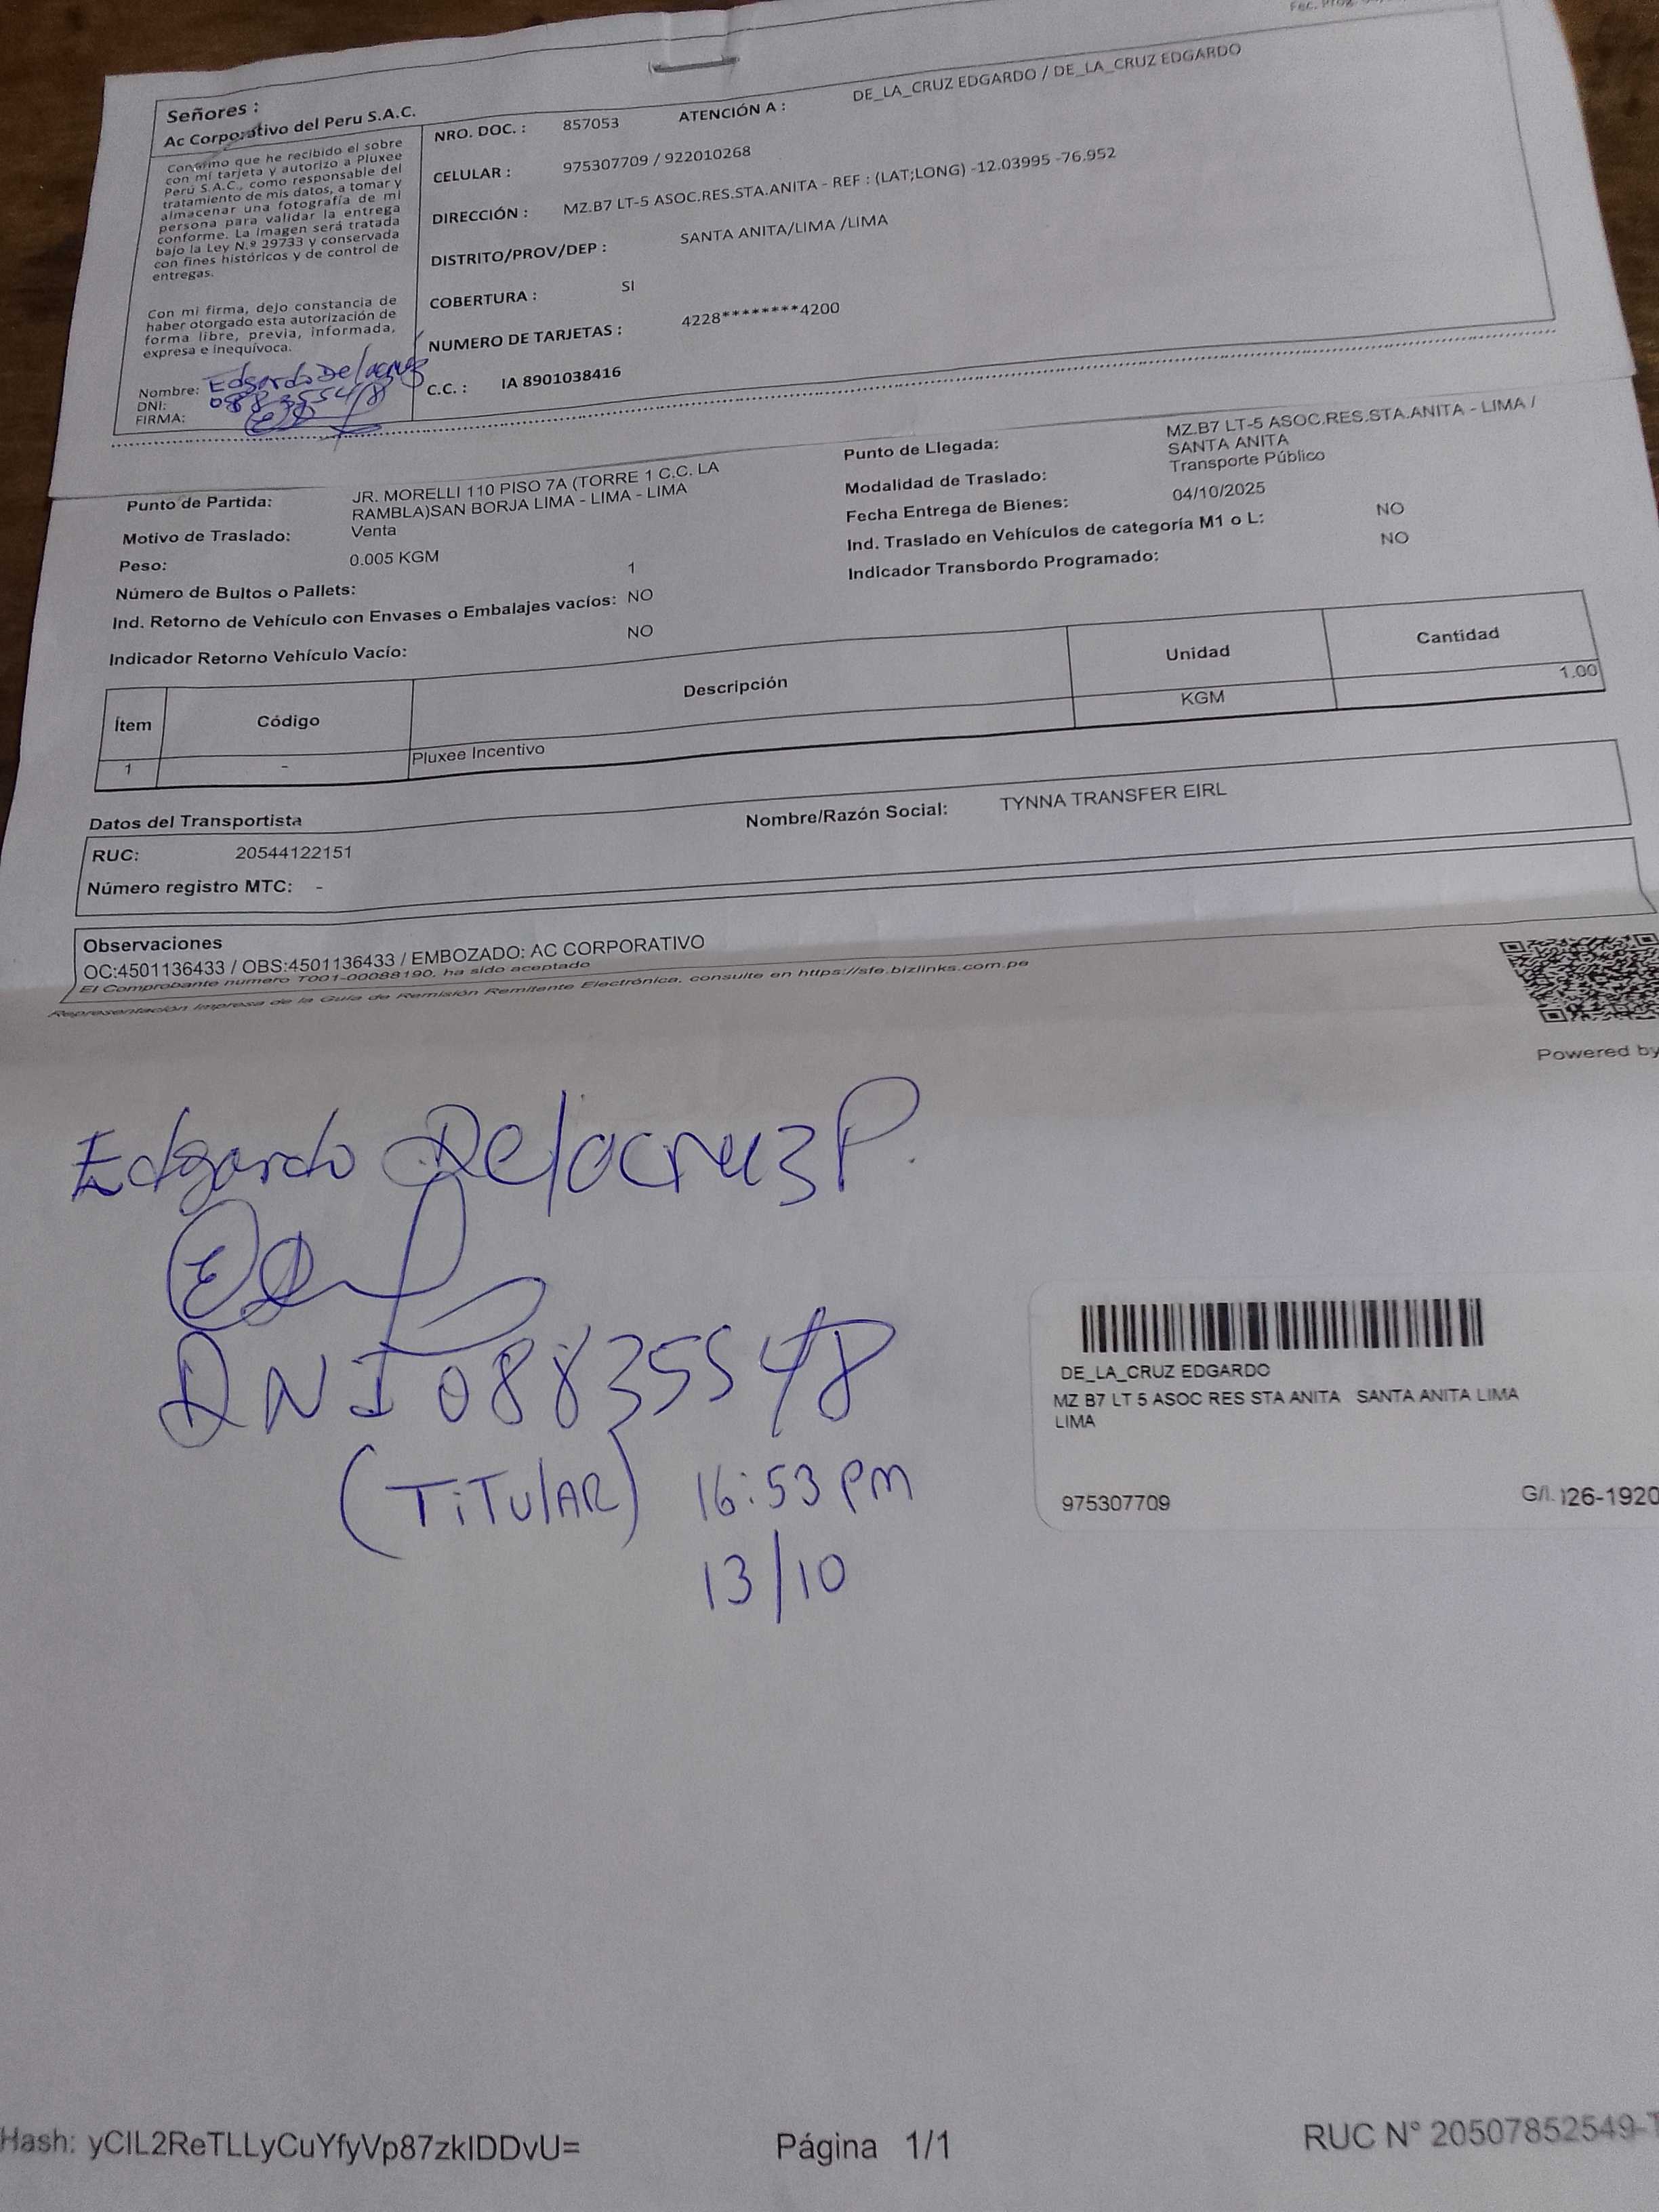 Señores :
Ac Corporativo del Peru S.A.C.
Confirmo que he recibido el sobre
con mi tarjeta y autorizo a Pluxee
Perú S.A.C., como responsable del
tratamiento de mis datos, a tomar y
almacenar una fotografía de mi
persona para validar la entrega
conforme. La imagen será tratada
bajo la Ley N.º 29733 y conservada
con fines históricos y de control de
entregas.
Con mi firma, dejo constancia de
haber otorgado esta autorización de
forma libre, previa, informada,
expresa e inequívoca.
Nombre: Edgardo Delacruz
DNI: 08835548
FIRMA:
NRO. DOC. : 857053 ATENCIÓN A : DE_LA_CRUZ EDGARDO / DE_LA_CRUZ EDGARDO
CELULAR : 975307709 / 922010268
DIRECCIÓN : MZ.B7 LT-5 ASOC.RES.STA.ANITA - REF : (LAT;LONG) -12.03995 -76.952
DISTRITO/PROV/DEP : SANTA ANITA/LIMA /LIMA
COBERTURA : SI
NUMERO DE TARJETAS : 4228********4200
C.C. : IA 8901038416
Punto de Partida: JR. MORELLI 110 PISO 7A (TORRE 1 C.C. LA
RAMBLA)SAN BORJA LIMA - LIMA - LIMA
Motivo de Traslado: Venta
Peso: 0.005 KGM
Número de Bultos o Pallets: 1
Ind. Retorno de Vehículo con Envases o Embalajes vacíos: NO
Indicador Retorno Vehículo Vacío: NO
Punto de Llegada: MZ.B7 LT-5 ASOC.RES.STA.ANITA - LIMA /
SANTA ANITA
Modalidad de Traslado: Transporte Público
Fecha Entrega de Bienes: 04/10/2025
Ind. Traslado en Vehículos de categoría M1 o L: NO
Indicador Transbordo Programado: NO
Ítem Código Descripción Unidad Cantidad
1 - Pluxee Incentivo KGM 1.00
Datos del Transportista
RUC: 20544122151 Nombre/Razón Social: TYNNA TRANSFER EIRL
Número registro MTC: -
Observaciones
OC:4501136433 / OBS:4501136433 / EMBOZADO: AC CORPORATIVO
El Comprobante numero T001-00088190, ha sido aceptado
Representación Impresa de la Guía de Remisión Remitente Electrónica, consulte en https://sfe.bizlinks.com.pe
Powered by
Edgardo Delacruz P.
DNI 08835548
(TiTulAR) 16:53 pm
13/10
DE_LA_CRUZ EDGARDO
MZ B7 LT 5 ASOC RES STA ANITA SANTA ANITA LIMA
LIMA
975307709
26-1920
Hash: yCIL2ReTLLyCuYfyVp87zkIDDvU= Página 1/1 RUC N° 20507852549-